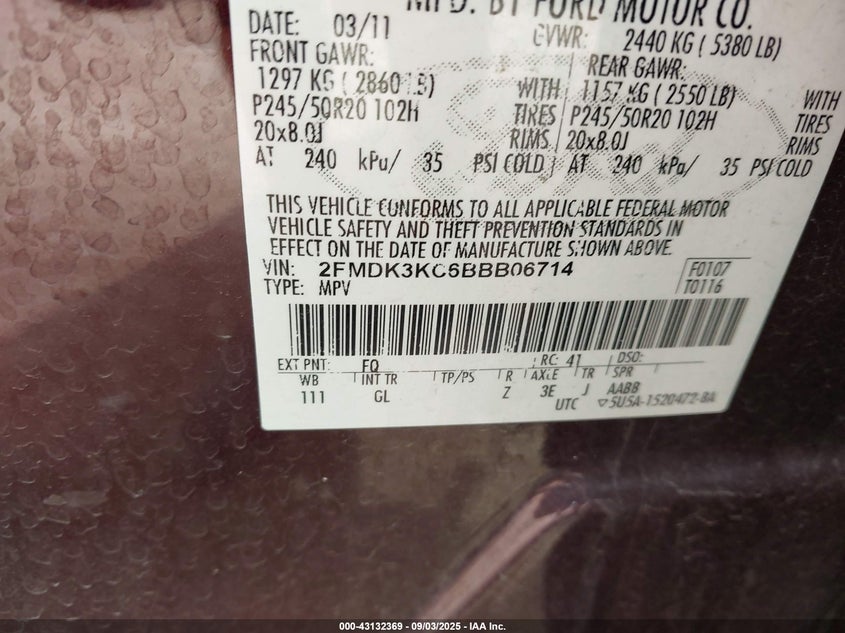 MFD. BY FORD MOTOR CO.
DATE: 03/11 GVWR: 2440 KG ( 5380 LB)
FRONT GAWR: REAR GAWR:
1297 KG ( 2860 LB) WITH 1157 KG ( 2550 LB) WITH
P245/50R20 102H TIRES P245/50R20 102H TIRES
20x8.0J RIMS 20x8.0J RIMS
AT 240 kPa/ 35 PSI COLD AT 240 kPa/ 35 PSI COLD
THIS VEHICLE CONFORMS TO ALL APPLICABLE FEDERAL MOTOR
VEHICLE SAFETY AND THEFT PREVENTION STANDARDS IN
EFFECT ON THE DATE OF MANUFACTURE SHOWN ABOVE.
VIN: 2FMDK3KC6BBB06714 F0107
TYPE: MPV T0116
EXT PNT: FQ RC: 41 DSO:
WB INT TR TP/PS R AXLE TR SPR
111 GL Z 3E J AABB
UTC ▽5U5A-1520472-BA
000-43132369 - 09/03/2025 - IAA Inc.